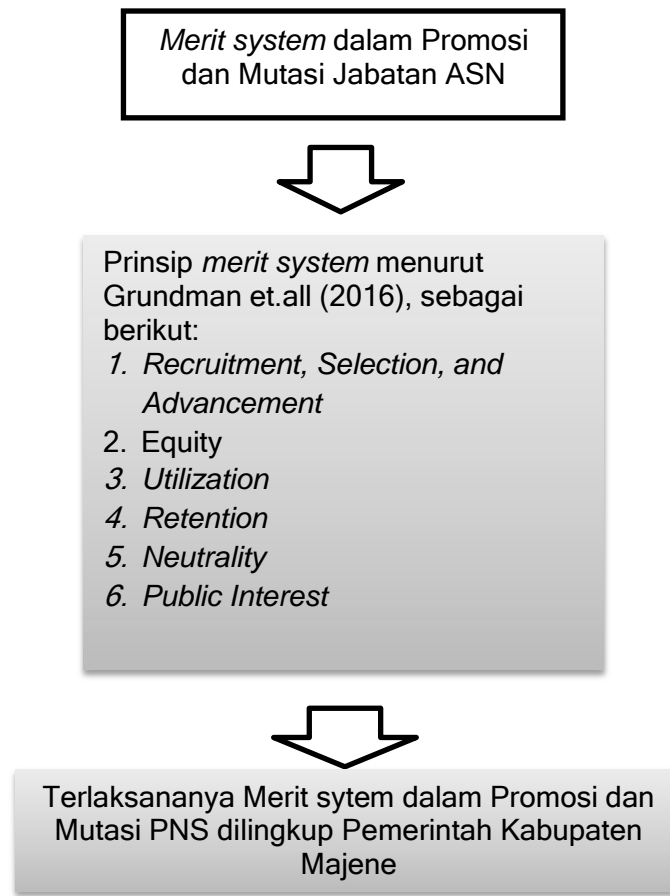 Merit system dalam Promosi
dan Mutasi Jabatan ASN
Prinsip merit system menurut
Grundman et.all (2016), sebagai
berikut:
1. Recruitment, Selection, and
Advancement
2. Equity
3. Utilization
4. Retention
5. Neutrality
6. Public Interest
Terlaksananya Merit sytem dalam Promosi dan
Mutasi PNS dilingkup Pemerintah Kabupaten
Majene